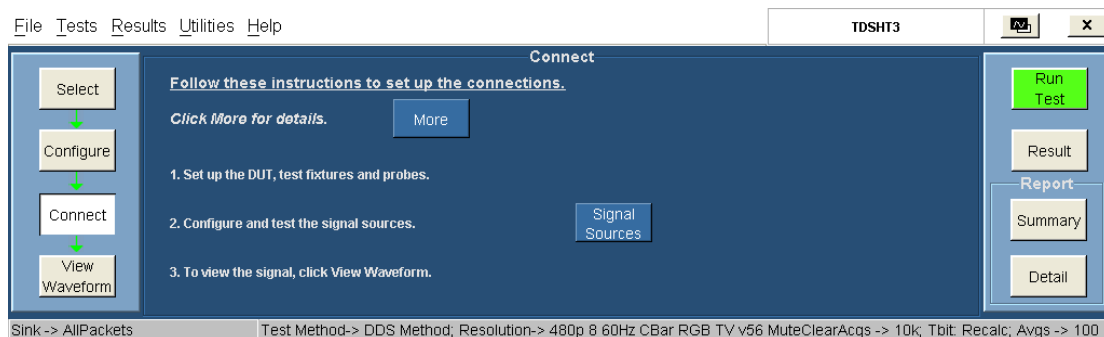 File Tests Results Utilities Help
TDSHT3
x
Connect
Select
Configure
Connect
View
Waveform
Follow these instructions to set up the connections.
Click More for details.
More
1. Set up the DUT, test fixtures and probes.
2. Configure and test the signal sources.
Signal
Sources
3. To view the signal, click View Waveform.
Run
Test
Result
Report
Summary
Detail
Sink -> AllPackets
Test Method-> DDS Method; Resolution-> 480p 8 60Hz CBar RGB TV v56 MuteClearAcqs -> 10k; Tbit: Recalc; Avgs -> 100